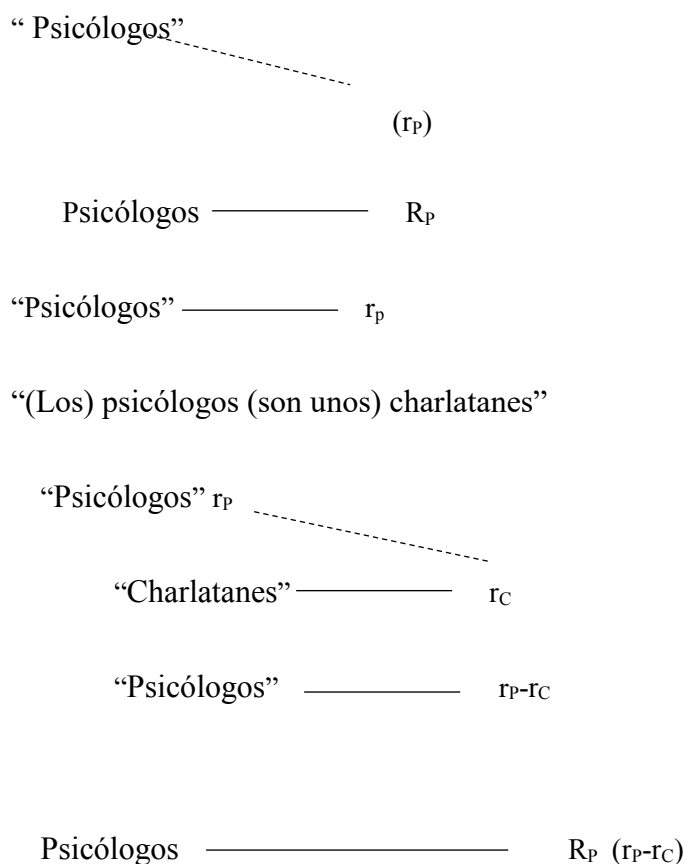 “ Psicólogos”
(rP)
Psicólogos RP
“Psicólogos” rp
“(Los) psicólogos (son unos) charlatanes”
“Psicólogos” rP
“Charlatanes” rC
“Psicólogos” rP-rC
Psicólogos RP (rP-rC)